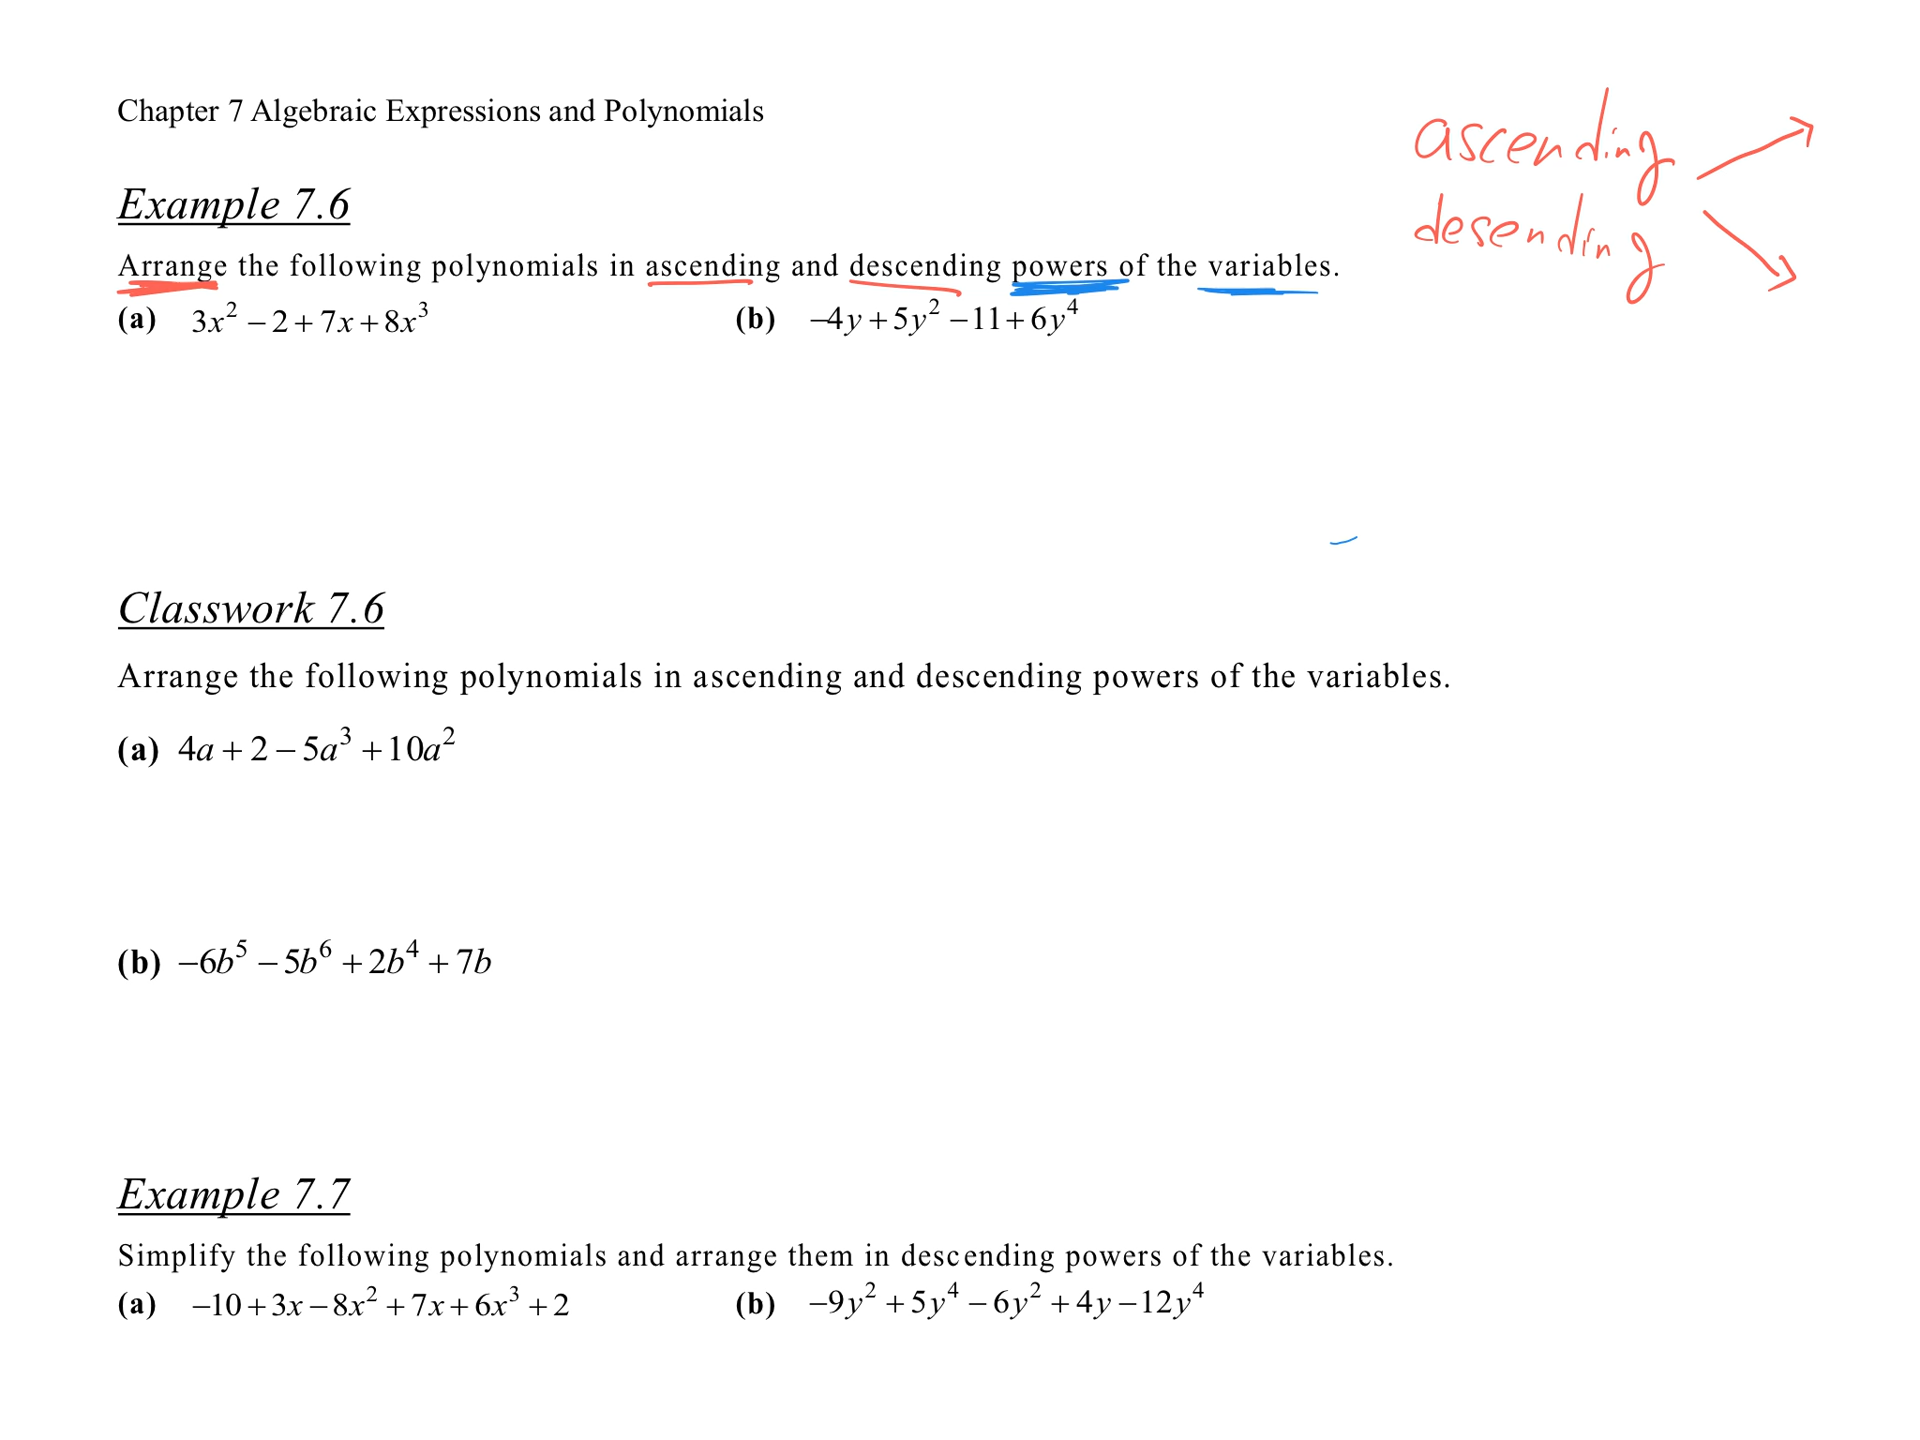 Chapter 7 Algebraic Expressions and Polynomials
ascending
desending
Example 7.6
Arrange the following polynomials in ascending and descending powers of the variables.
(a) 3x² – 2 + 7x + 8x³ (b) –4y + 5y² – 11 + 6y⁴
Classwork 7.6
Arrange the following polynomials in ascending and descending powers of the variables.
(a) 4a + 2 – 5a³ + 10a²
(b) –6b⁵ – 5b⁶ + 2b⁴ + 7b
Example 7.7
Simplify the following polynomials and arrange them in descending powers of the variables.
(a) –10 + 3x – 8x² + 7x + 6x³ + 2 (b) –9y² + 5y⁴ – 6y² + 4y – 12y⁴